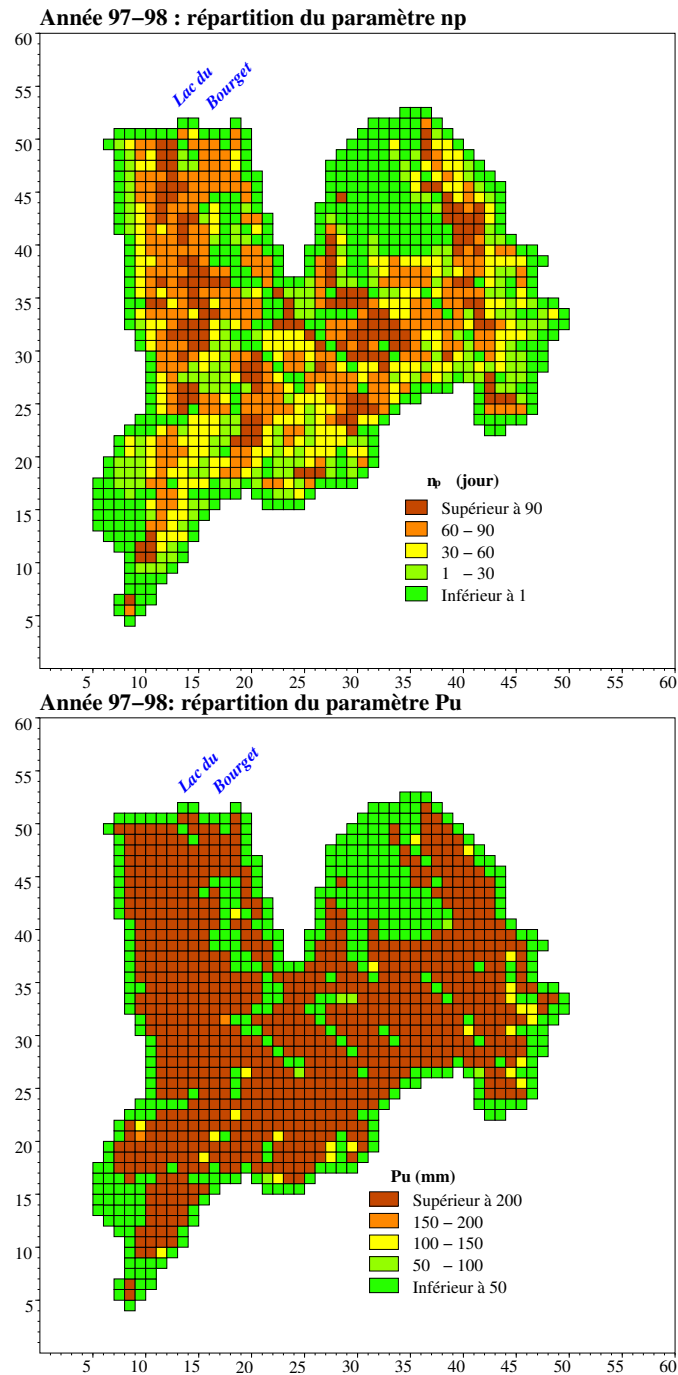 Année 97−98 : répartition du paramètre np
60
Lac du Bourget
55
50
45
40
35
30
25
20
15
10
5
np (jour)
Supérieur à 90
60 − 90
30 − 60
1 − 30
Inférieur à 1
5 10 15 20 25 30 35 40 45 50 55 60
Année 97−98: répartition du paramètre Pu
60
Lac du Bourget
55
50
45
40
35
30
25
20
15
10
5
Pu (mm)
Supérieur à 200
150 − 200
100 − 150
50 − 100
Inférieur à 50
5 10 15 20 25 30 35 40 45 50 55 60